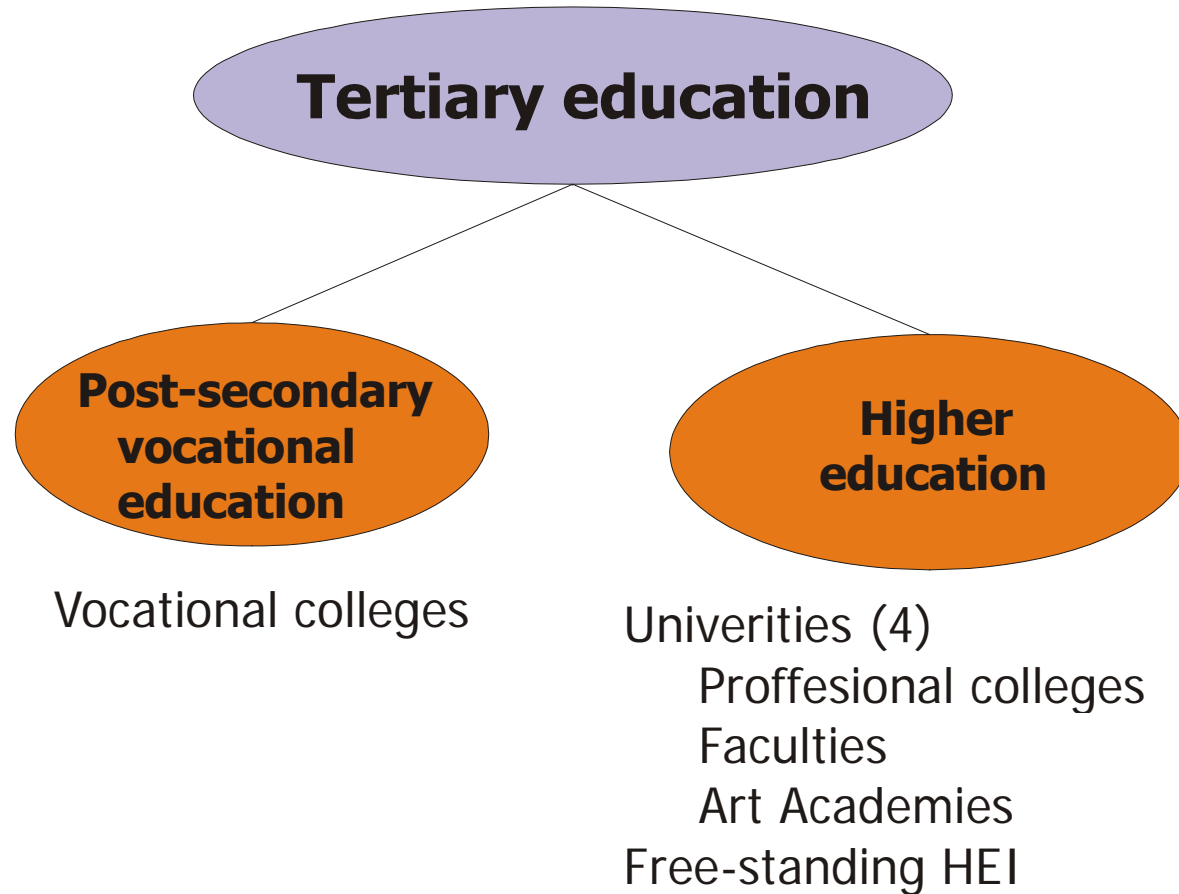 Tertiary education
Post-secondary
vocational
education
Higher
education
Vocational colleges
Univerities (4)
Proffesional colleges
Faculties
Art Academies
Free-standing HEI